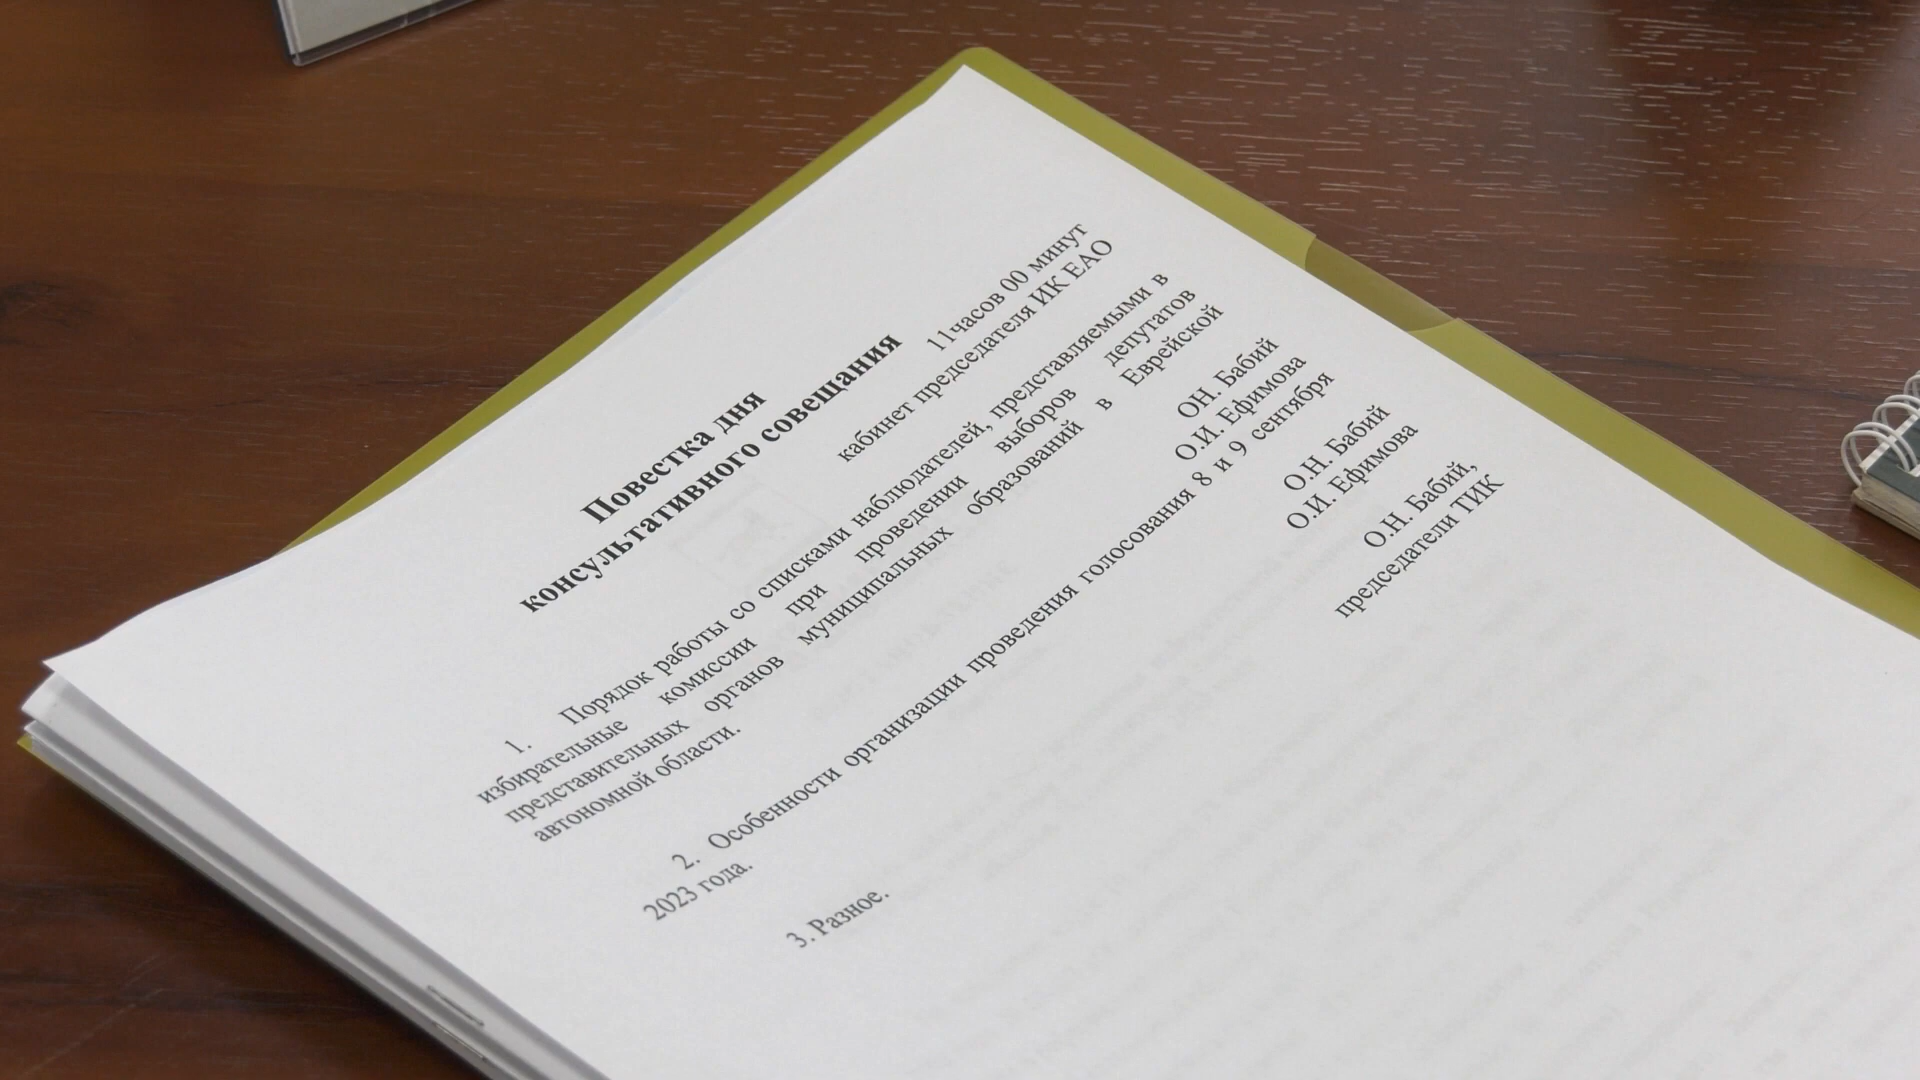 Повестка дня
консультативного совещания
11часов 00 минут
кабинет председателя ИК ЕАО
1. Порядок работы со списками наблюдателей, представляемыми в
избирательные комиссии при проведении выборов депутатов
представительных органов муниципальных образований в Еврейской
автономной области.
ОН. Бабий
О.И. Ефимова
2. Особенности организации проведения голосования 8 и 9 сентября
2023 года.
О.Н. Бабий
О.И. Ефимова
3. Разное.
О.Н. Бабий,
председатели ТИК